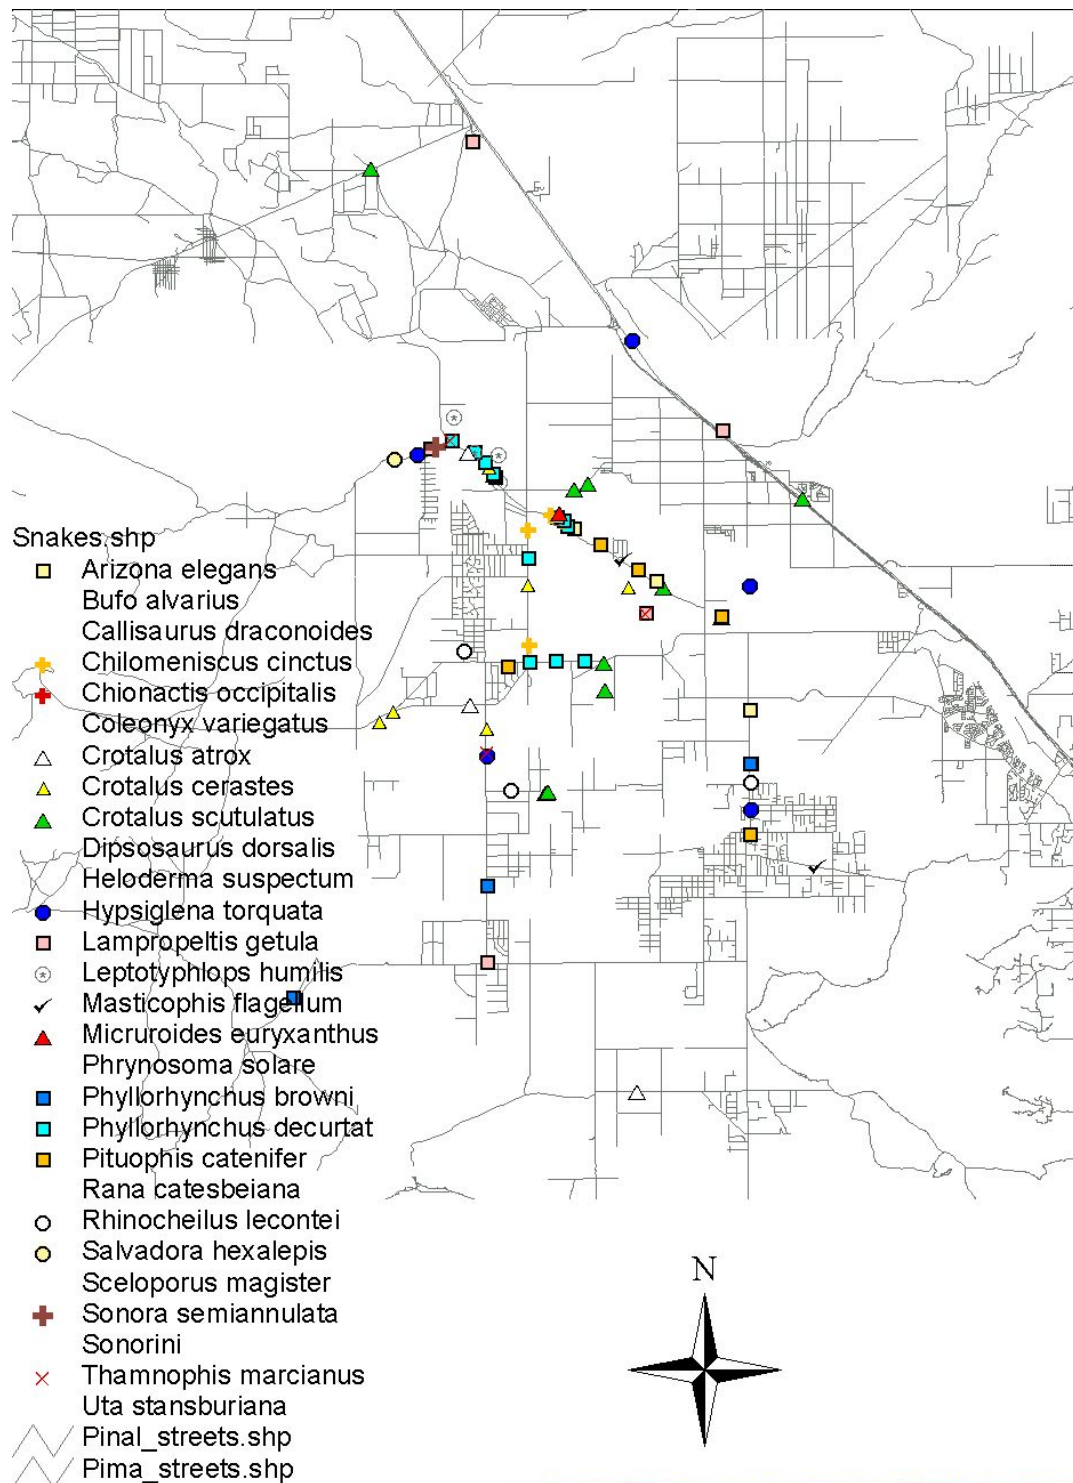 Snakes.shp
Arizona elegans
Bufo alvarius
Callisaurus draconoides
Chilomeniscus cinctus
Chionactis occipitalis
Coleonyx variegatus
Crotalus atrox
Crotalus cerastes
Crotalus scutulatus
Dipsosaurus dorsalis
Heloderma suspectum
Hypsiglena torquata
Lampropeltis getula
Leptotyphlops humilis
Masticophis flagellum
Micruroides euryxanthus
Phrynosoma solare
Phyllorhynchus browni
Phyllorhynchus decurtat
Pituophis catenifer
Rana catesbeiana
Rhinocheilus lecontei
Salvadora hexalepis
Sceloporus magister
Sonora semiannulata
Sonorini
Thamnophis marcianus
Uta stansburiana
Pinal_streets.shp
Pima_streets.shp
N